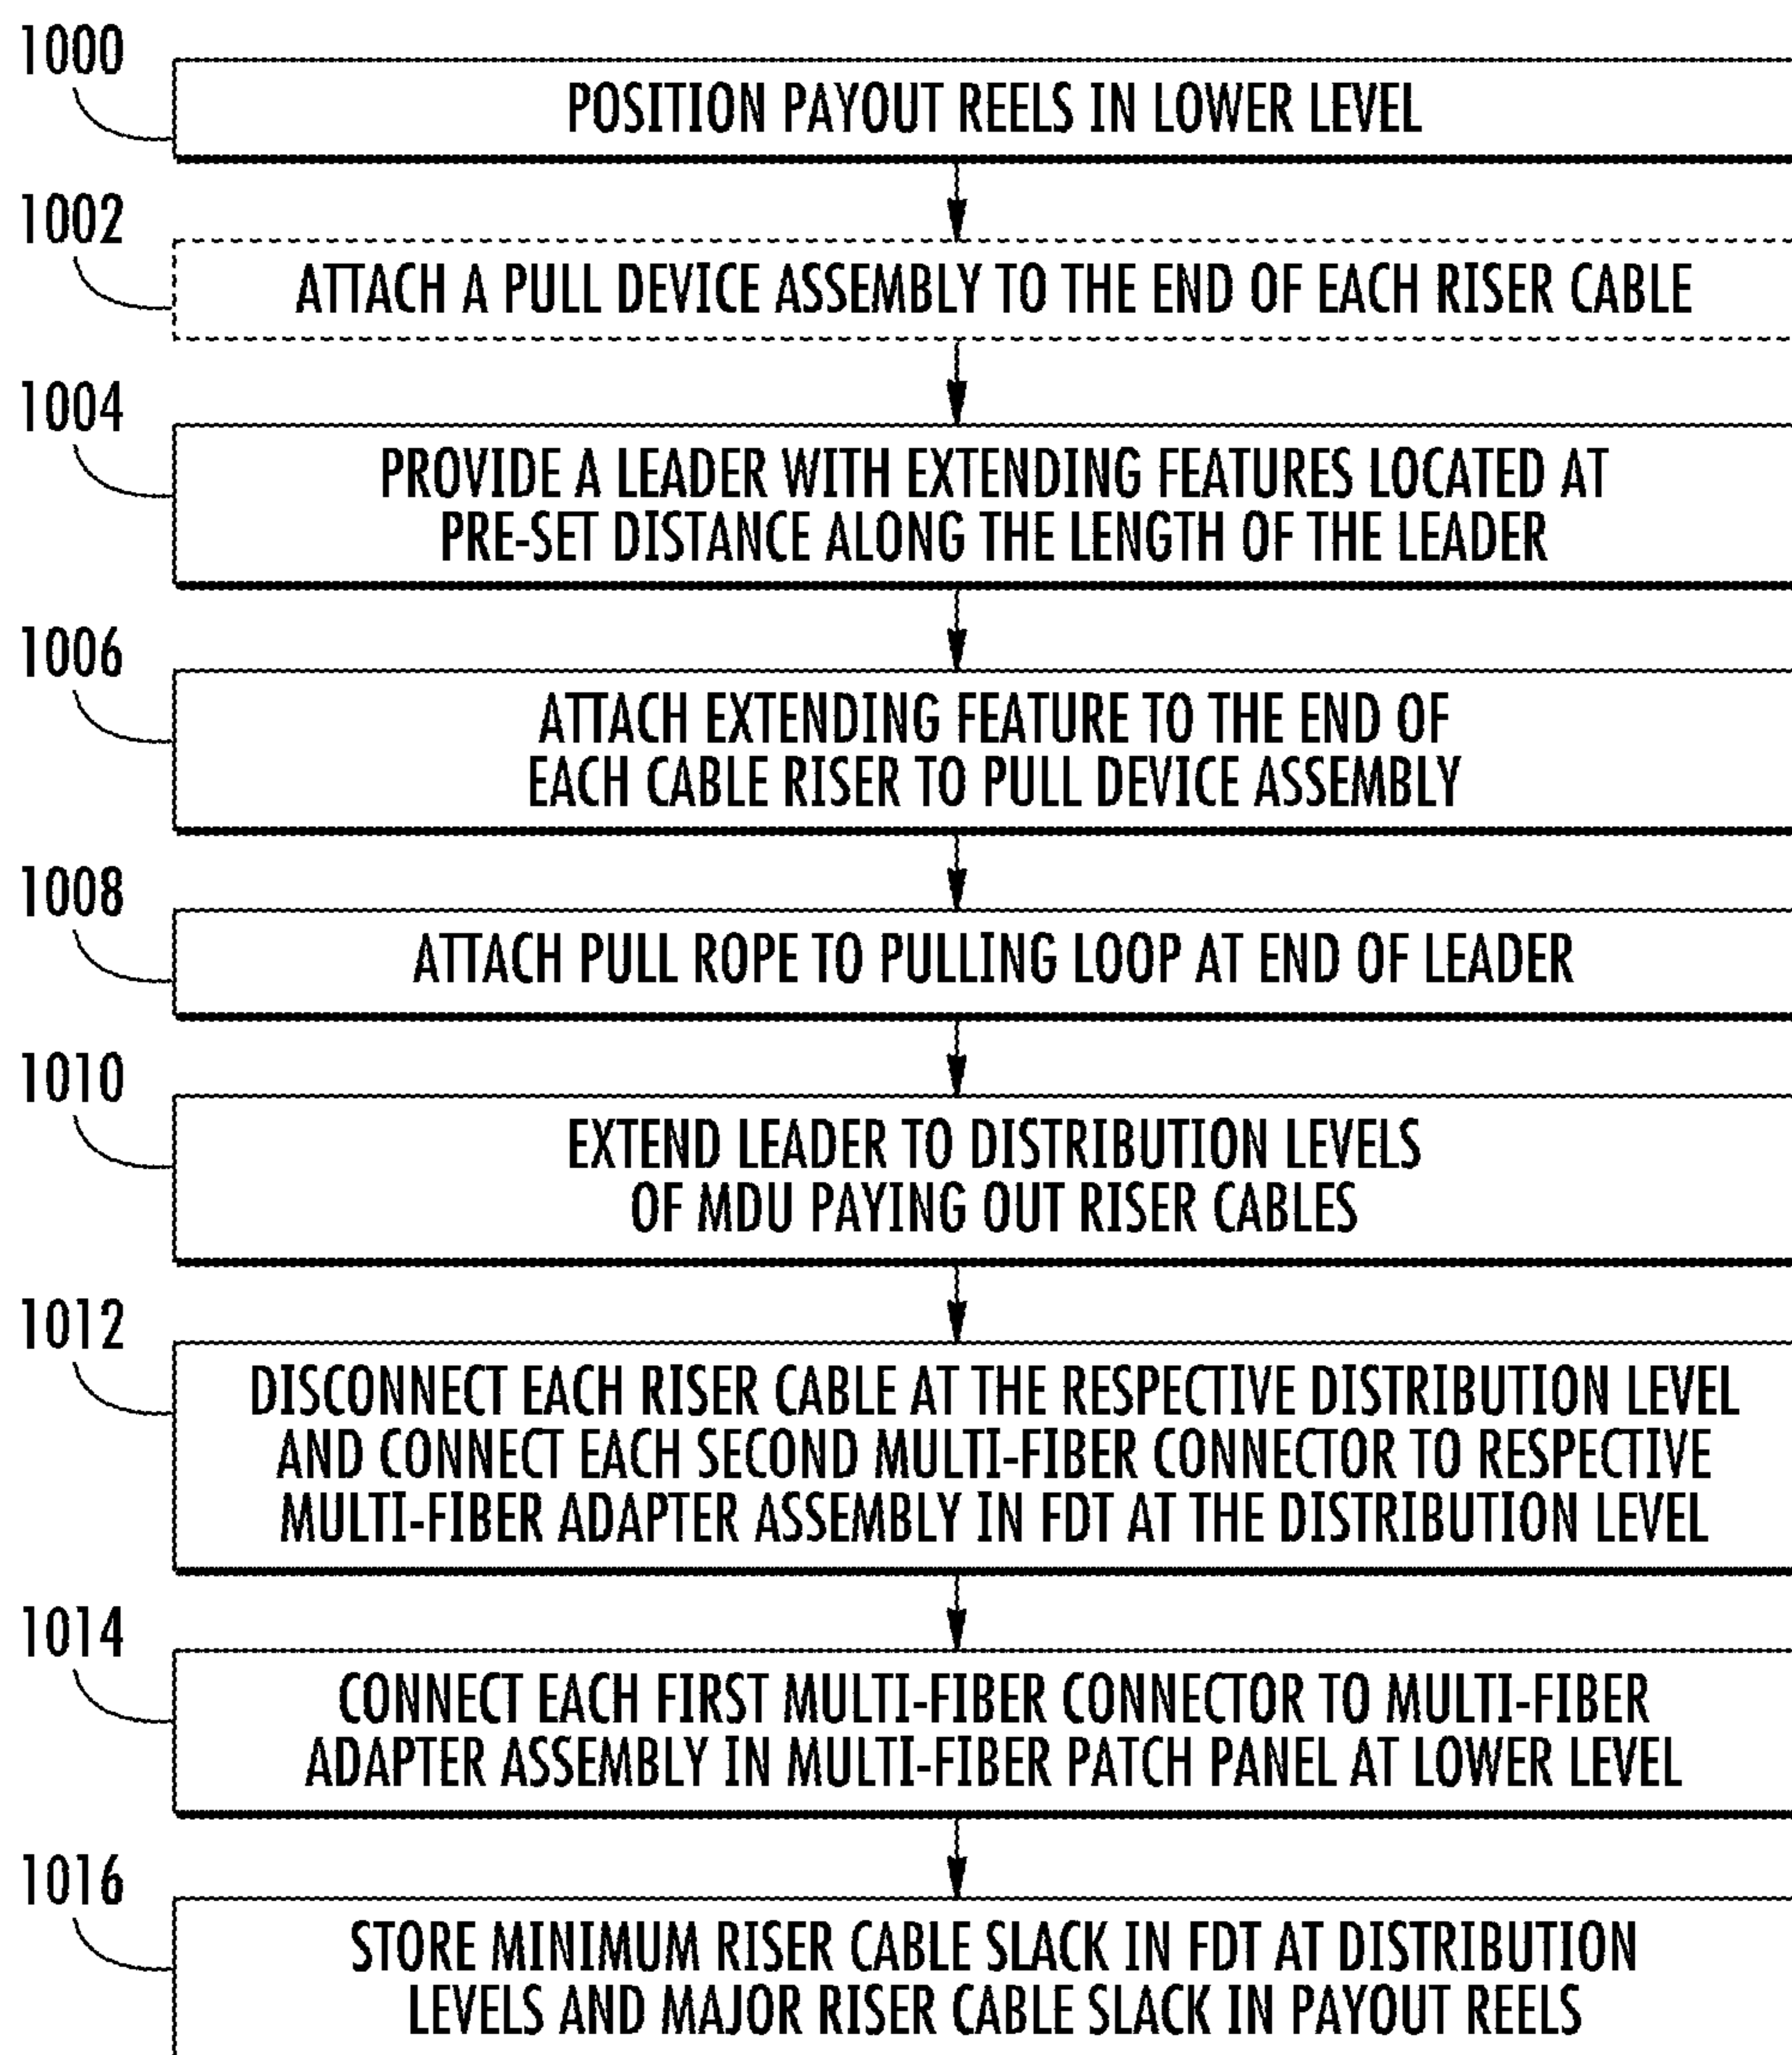 1000
POSITION PAYOUT REELS IN LOWER LEVEL
1002
ATTACH A PULL DEVICE ASSEMBLY TO THE END OF EACH RISER CABLE
1004
PROVIDE A LEADER WITH EXTENDING FEATURES LOCATED AT
PRE-SET DISTANCE ALONG THE LENGTH OF THE LEADER
1006
ATTACH EXTENDING FEATURE TO THE END OF
EACH CABLE RISER TO PULL DEVICE ASSEMBLY
1008
ATTACH PULL ROPE TO PULLING LOOP AT END OF LEADER
1010
EXTEND LEADER TO DISTRIBUTION LEVELS
OF MDU PAYING OUT RISER CABLES
1012
DISCONNECT EACH RISER CABLE AT THE RESPECTIVE DISTRIBUTION LEVEL
AND CONNECT EACH SECOND MULTI-FIBER CONNECTOR TO RESPECTIVE
MULTI-FIBER ADAPTER ASSEMBLY IN FDT AT THE DISTRIBUTION LEVEL
1014
CONNECT EACH FIRST MULTI-FIBER CONNECTOR TO MULTI-FIBER
ADAPTER ASSEMBLY IN MULTI-FIBER PATCH PANEL AT LOWER LEVEL
1016
STORE MINIMUM RISER CABLE SLACK IN FDT AT DISTRIBUTION
LEVELS AND MAJOR RISER CABLE SLACK IN PAYOUT REELS